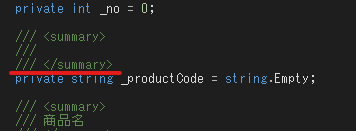 private int _no = 0;
/// <summary>
///
/// </summary>
private string _productCode = string.Empty;
/// <summary>
/// 商品名